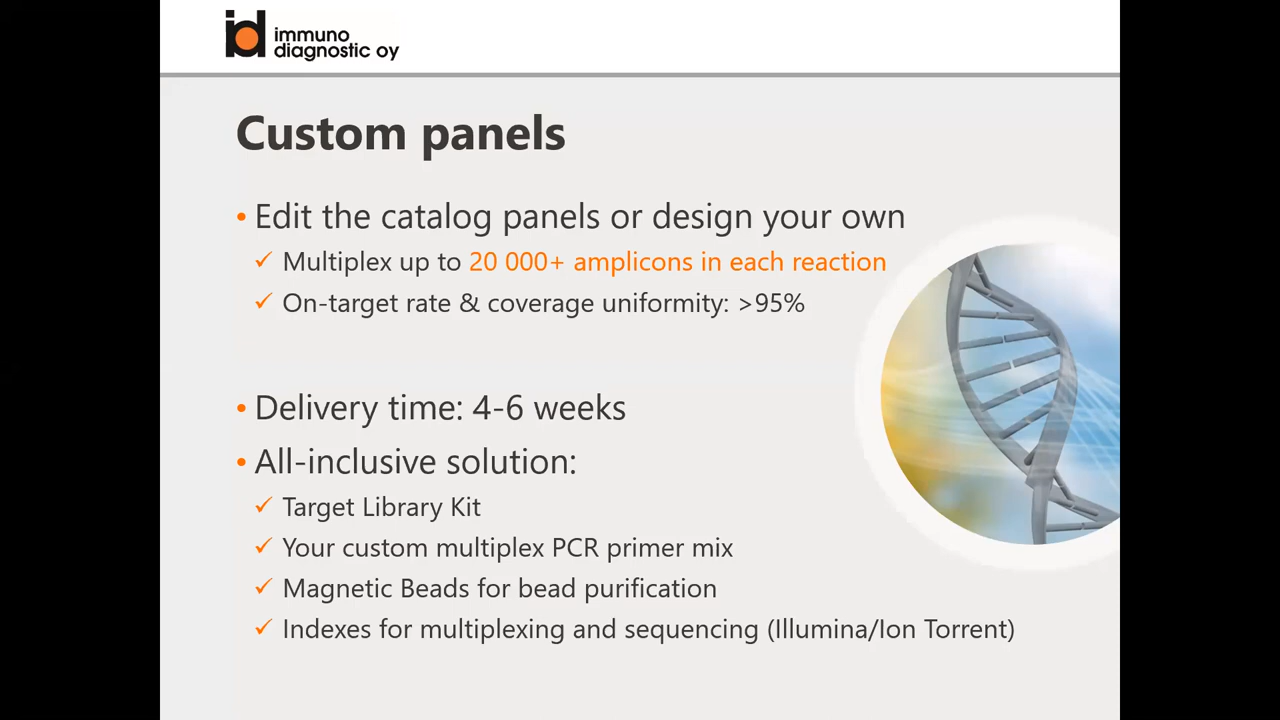 immuno
diagnostic oy
Custom panels
• Edit the catalog panels or design your own
✓ Multiplex up to 20 000+ amplicons in each reaction
✓ On-target rate & coverage uniformity: >95%
• Delivery time: 4-6 weeks
• All-inclusive solution:
✓ Target Library Kit
✓ Your custom multiplex PCR primer mix
✓ Magnetic Beads for bead purification
✓ Indexes for multiplexing and sequencing (Illumina/Ion Torrent)